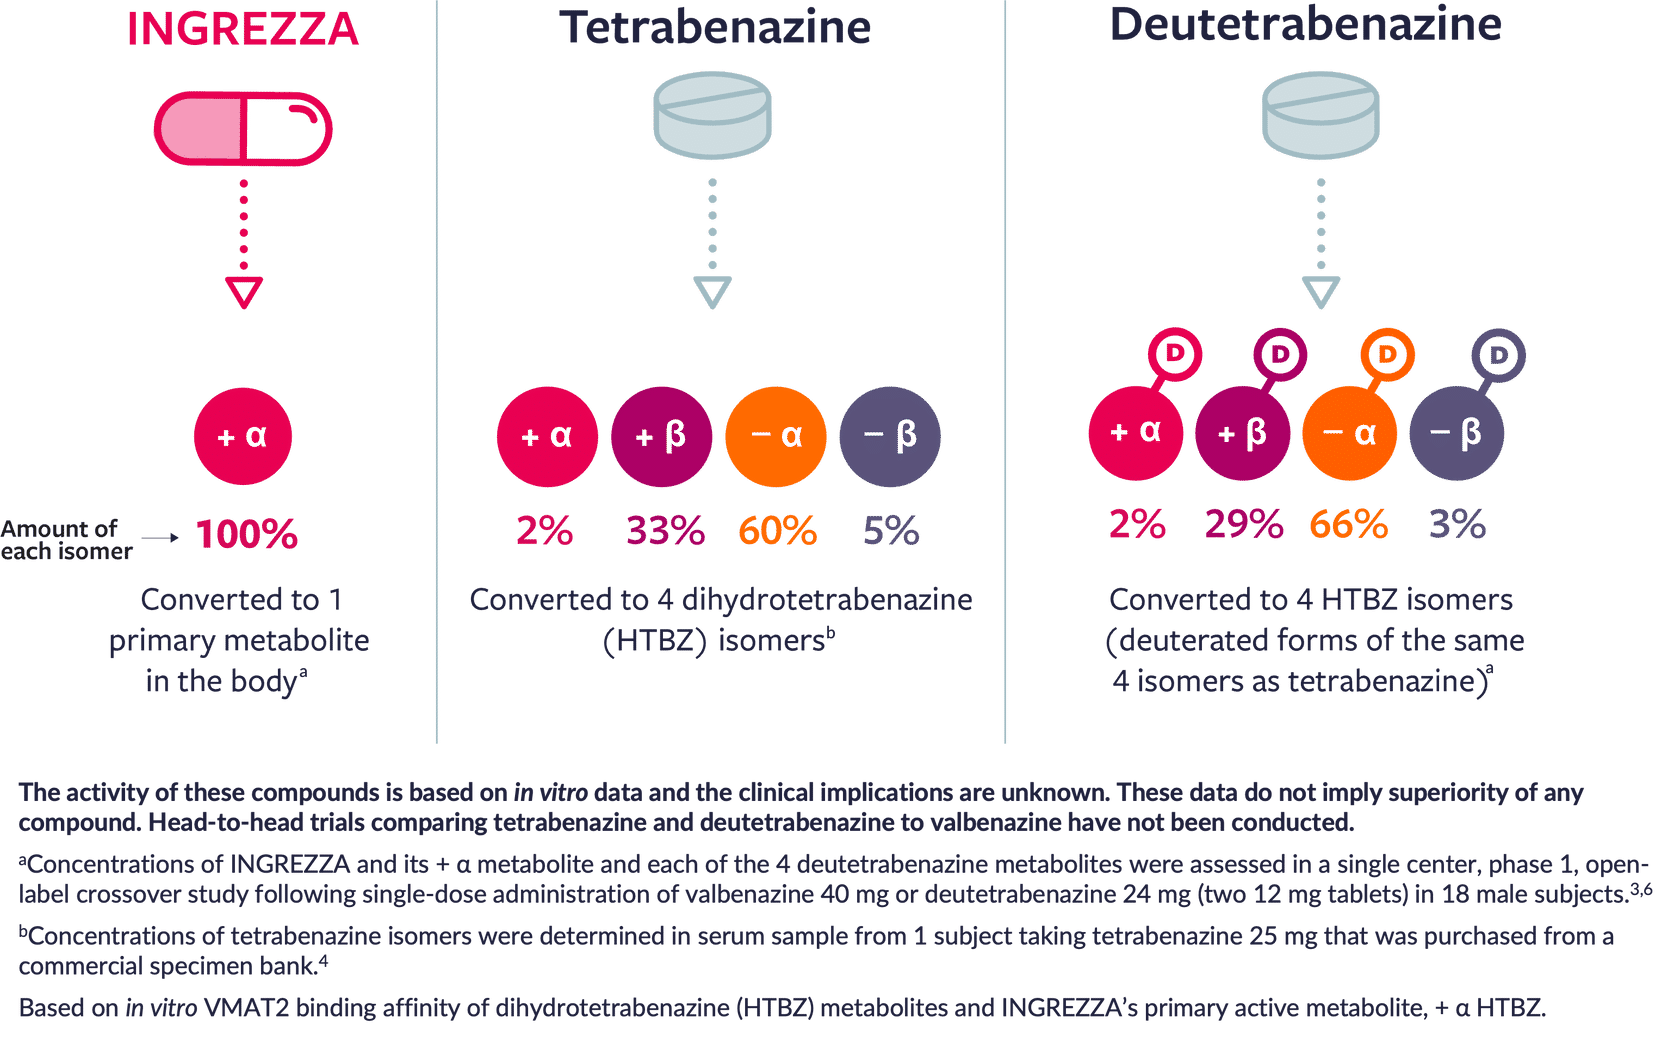 INGREZZA
Tetrabenazine
Deutetrabenazine
D D D D
+ α
+ α + β – α – β
+ α + β – α – β
Amount of
each isomer
100%
2% 33% 60% 5%
2% 29% 66% 3%
Converted to 1
primary metabolite
in the bodyᵃ
Converted to 4 dihydrotetrabenazine
(HTBZ) isomersᵇ
Converted to 4 HTBZ isomers
(deuterated forms of the same
4 isomers as tetrabenazine)ᵃ
The activity of these compounds is based on in vitro data and the clinical implications are unknown. These data do not imply superiority of any
compound. Head-to-head trials comparing tetrabenazine and deutetrabenazine to valbenazine have not been conducted.
ᵃConcentrations of INGREZZA and its + α metabolite and each of the 4 deutetrabenazine metabolites were assessed in a single center, phase 1, open-
label crossover study following single-dose administration of valbenazine 40 mg or deutetrabenazine 24 mg (two 12 mg tablets) in 18 male subjects.³,⁶
ᵇConcentrations of tetrabenazine isomers were determined in serum sample from 1 subject taking tetrabenazine 25 mg that was purchased from a
commercial specimen bank.⁴
Based on in vitro VMAT2 binding affinity of dihydrotetrabenazine (HTBZ) metabolites and INGREZZA’s primary active metabolite, + α HTBZ.